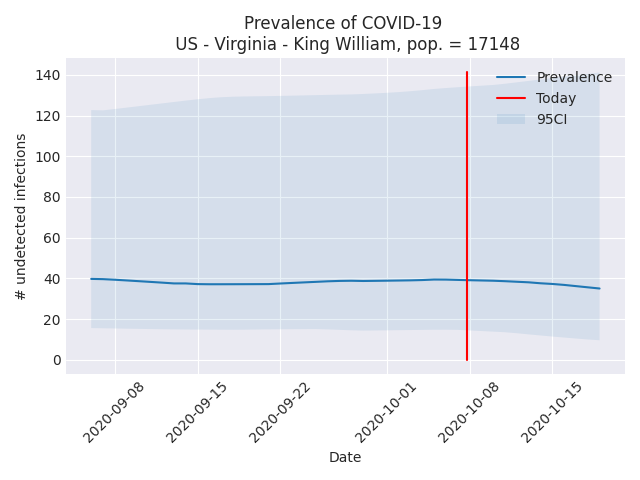 Prevalence of COVID-19
US - Virginia - King William, pop. = 17148
# undetected infections
140
120
100
80
60
40
20
0
Prevalence
Today
95CI
2020-09-08
2020-09-15
2020-09-22
2020-10-01
2020-10-08
2020-10-15
Date